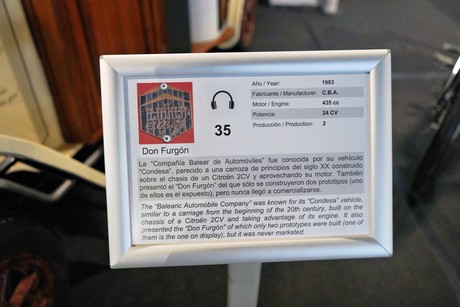 Año / Year: 1983
Fabricante / Manufacturer: C.B.A.
Motor / Engine: 435 cc
Potencia: 24 CV
Producción / Production: 2
35
Don Furgón
La "Compañía Balear de Automóviles" fue conocida por su vehículo
"Condesa", parecido a una carroza de principios del siglo XX construido
sobre el chasis de un Citroën 2CV y aprovechando su motor. También
presentó el "Don Furgón" del que sólo se construyeron dos prototipos (uno
de ellos es el expuesto), pero nunca llegó a comercializarse.
The "Balearic Automobile Company" was known for its "Condesa" vehicle,
similar to a carriage from the beginning of the 20th century, built on the
chassis of a Citroën 2CV and taking advantage of its engine. It also
presented the "Don Furgón" of which only two prototypes were built (one of
them is the one on display), but it was never marketed.